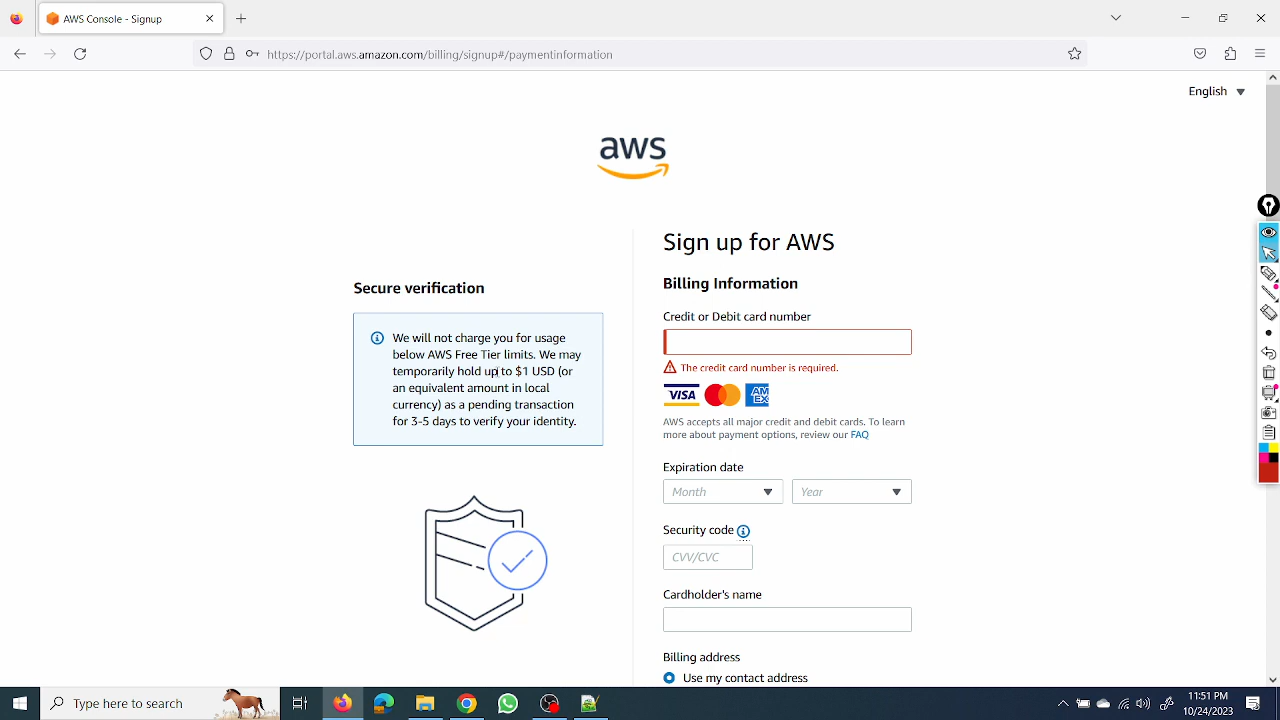 AWS Console - Signup
https://portal.aws.amazon.com/billing/signup#/paymentinformation
English
aws
Sign up for AWS
Secure verification
We will not charge you for usage
below AWS Free Tier limits. We may
temporarily hold up to $1 USD (or
an equivalent amount in local
currency) as a pending transaction
for 3-5 days to verify your identity.
Billing Information
Credit or Debit card number
The credit card number is required.
VISA
AM
EX
AWS accepts all major credit and debit cards. To learn
more about payment options, review our FAQ
Expiration date
Month
Year
Security code
CVV/CVC
Cardholder's name
Billing address
Use my contact address
Type here to search
11:51 PM
10/24/2023